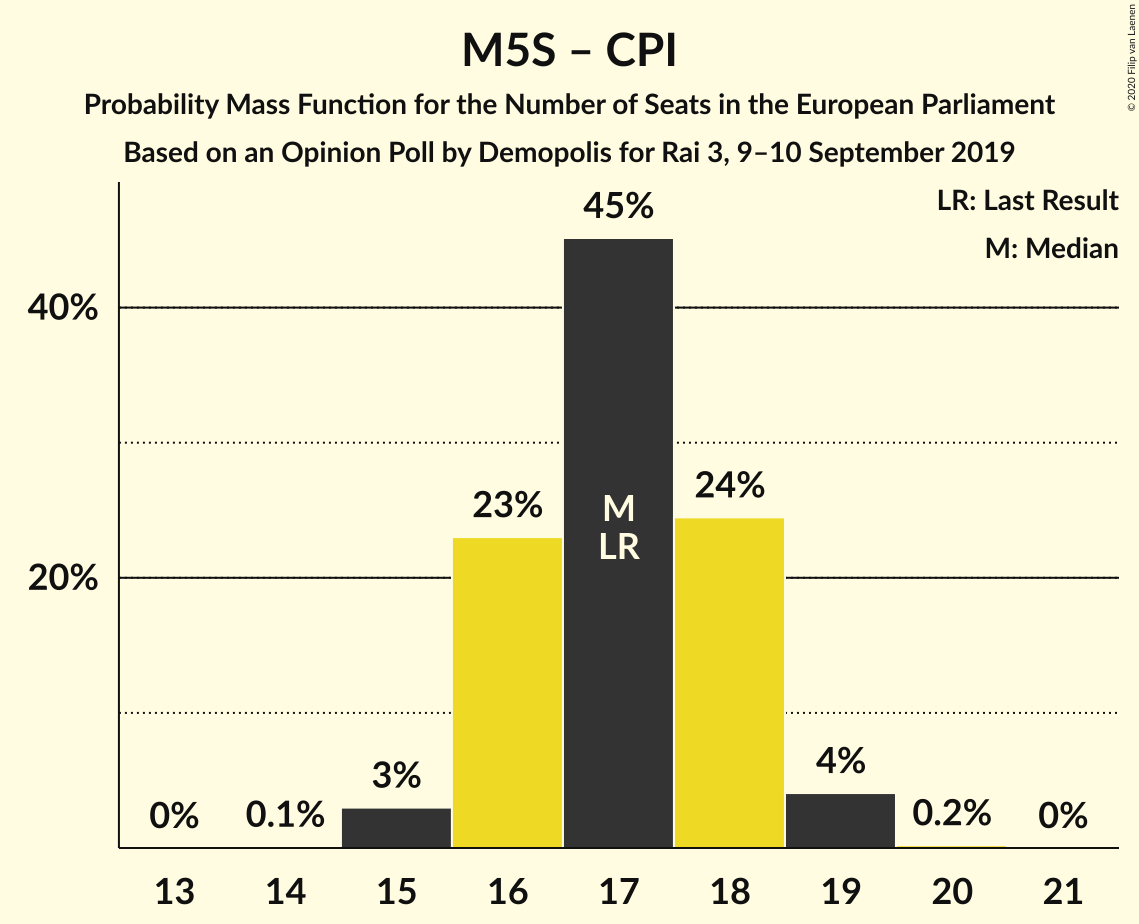 M5S – CPI
Probability Mass Function for the Number of Seats in the European Parliament
Based on an Opinion Poll by Demopolis for Rai 3, 9–10 September 2019
© 2020 Filip van Laenen
LR: Last Result
M: Median
40%
20%
0%
0.1%
3%
23%
45%
M
LR
24%
4%
0.2%
0%
13 14 15 16 17 18 19 20 21